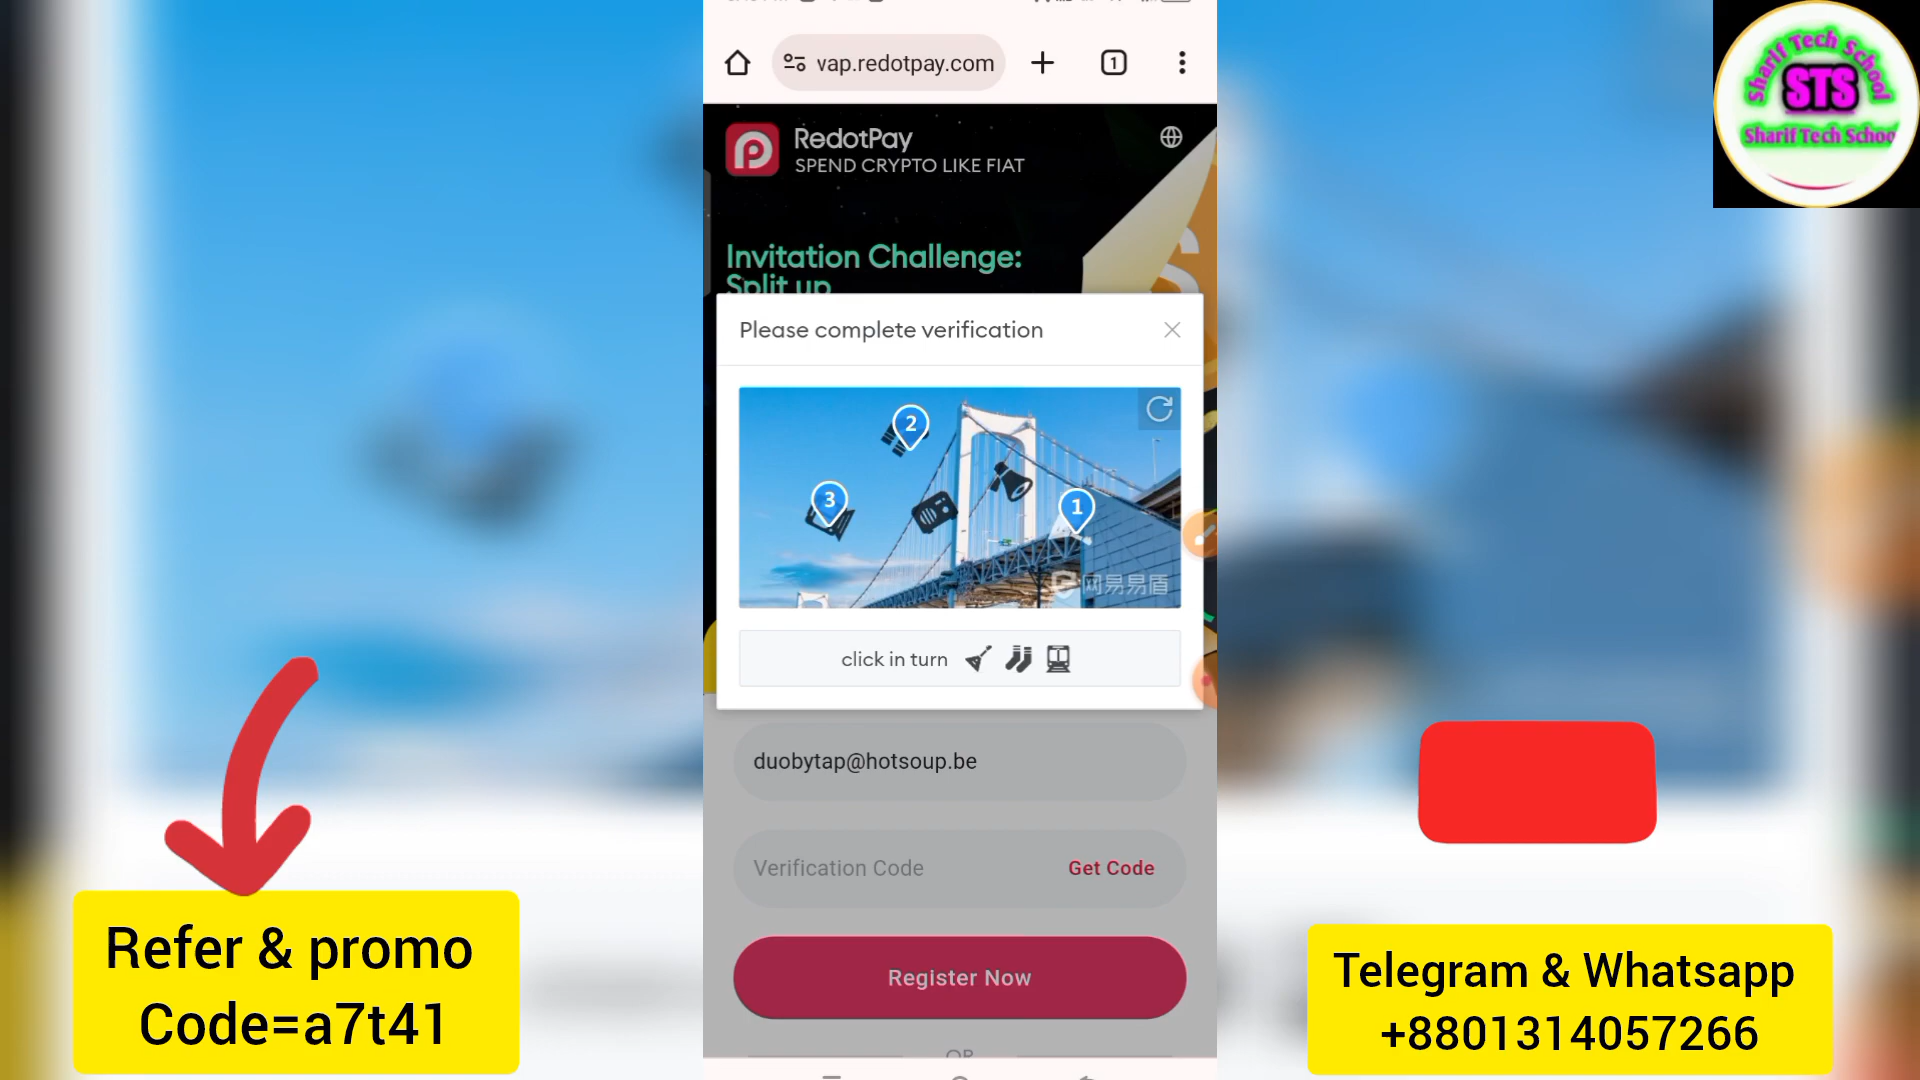 vap.redotpay.com
1
RedotPay
SPEND CRYPTO LIKE FIAT
Invitation Challenge:
Split up
Please complete verification
2
3
1
网易易盾
click in turn
duobytap@hotsoup.be
Verification Code
Get Code
Register Now
OR
Sharif Tech School
STS
Sharif Tech School
Refer & promo
Code=a7t41
Telegram & Whatsapp
+8801314057266